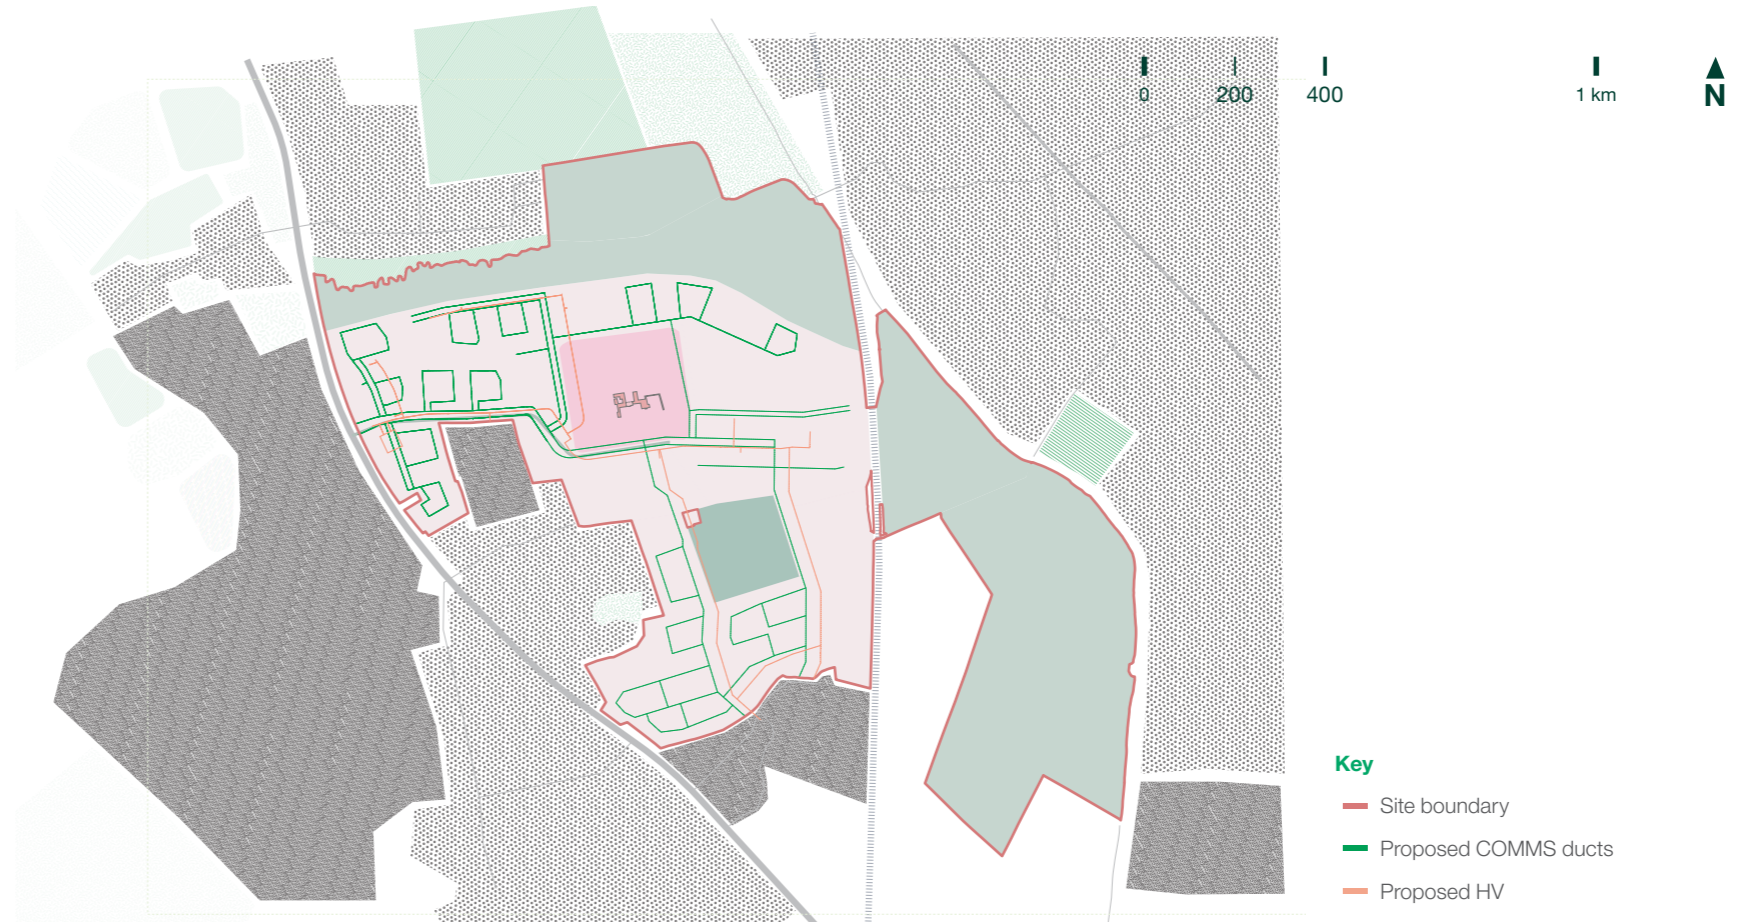 0
200
400
1 km
N
Key
Site boundary
Proposed COMMS ducts
Proposed HV